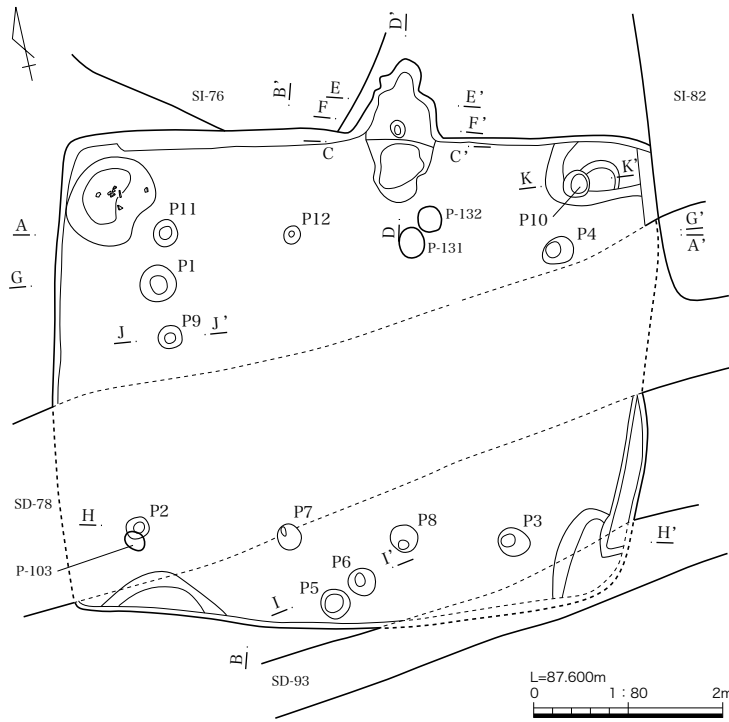 D'
SI-76
B'
E
F
E'
F'
SI-82
C
C'
K
K'
P11
P12
P-132
P10
A
D
P-131
P4
G'
A'
G
P1
J
P9
J'
SD-78
H
P2
P7
P8
P3
H'
P-103
I'
P6
P5
I
B
SD-93
L=87.600m
0 1:80 2m